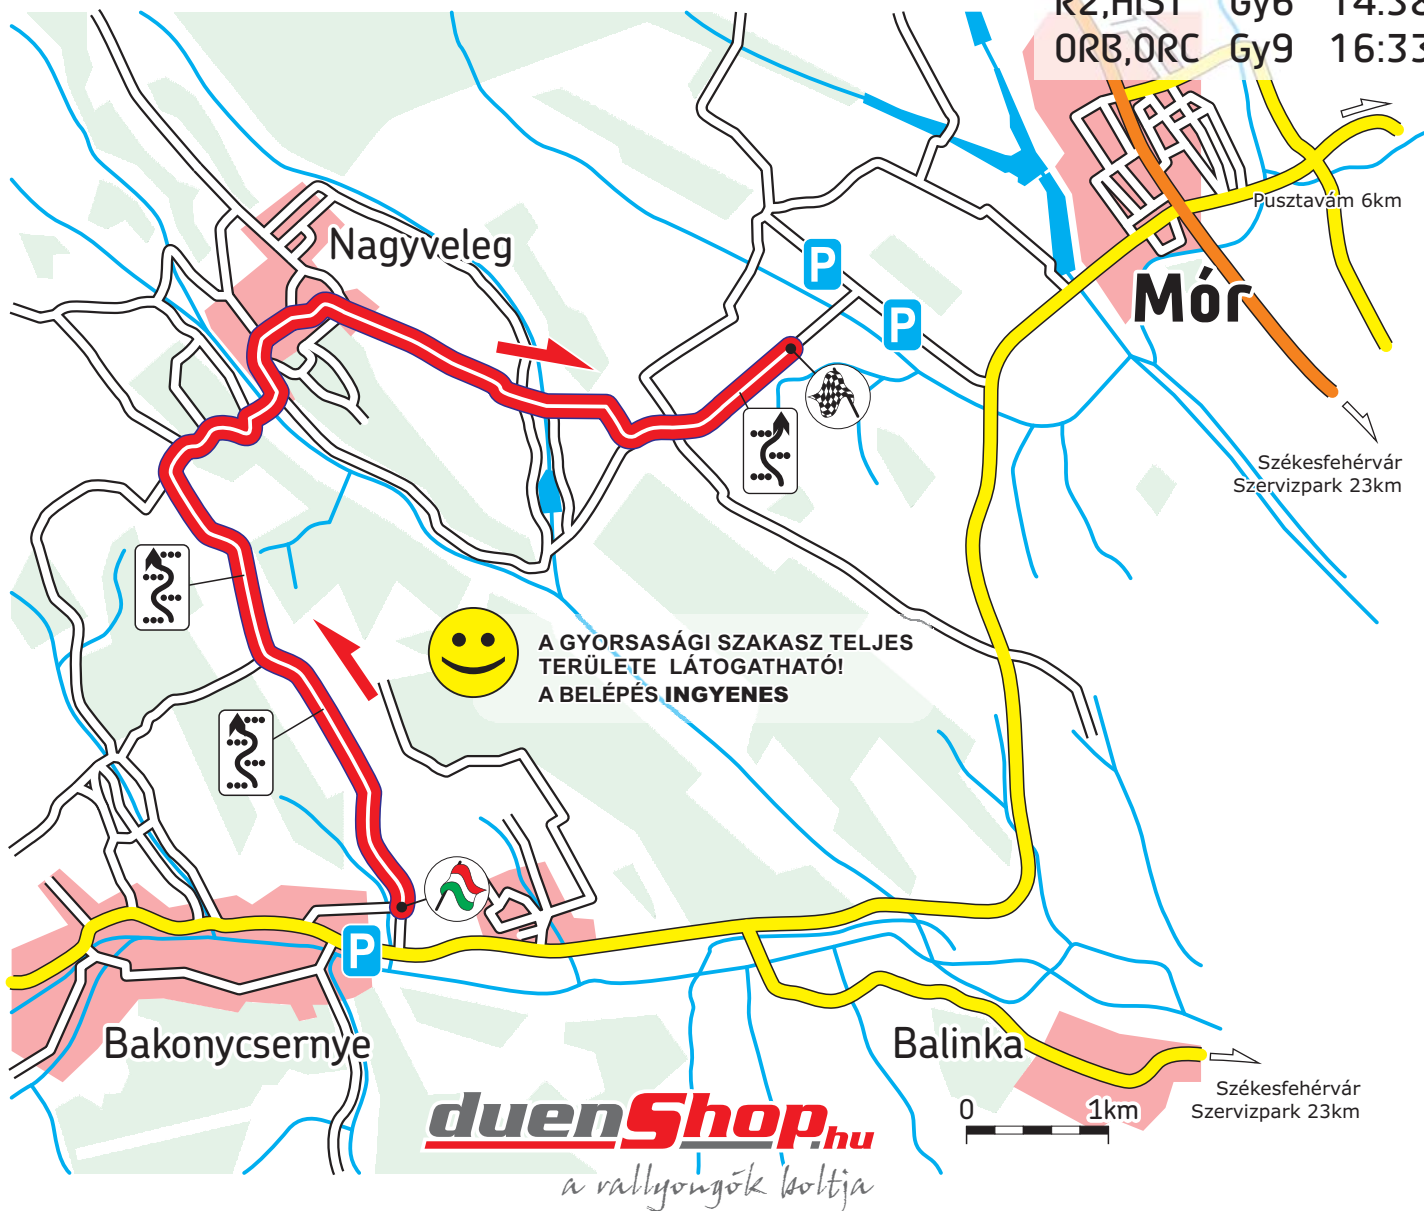 R2,HIST Gy6 14:38
ORB,ORC Gy9 16:33
Pusztavám 6km
Nagyveleg
P
P
Mór
Székesfehérvár
Szervizpark 23km
A GYORSASÁGI SZAKASZ TELJES
TERÜLETE LÁTOGATHATÓ!
A BELÉPÉS INGYENES
P
Bakonycsernye
Balinka
Székesfehérvár
Szervizpark 23km
0 1km
duenShop.hu
a rallyongók boltja